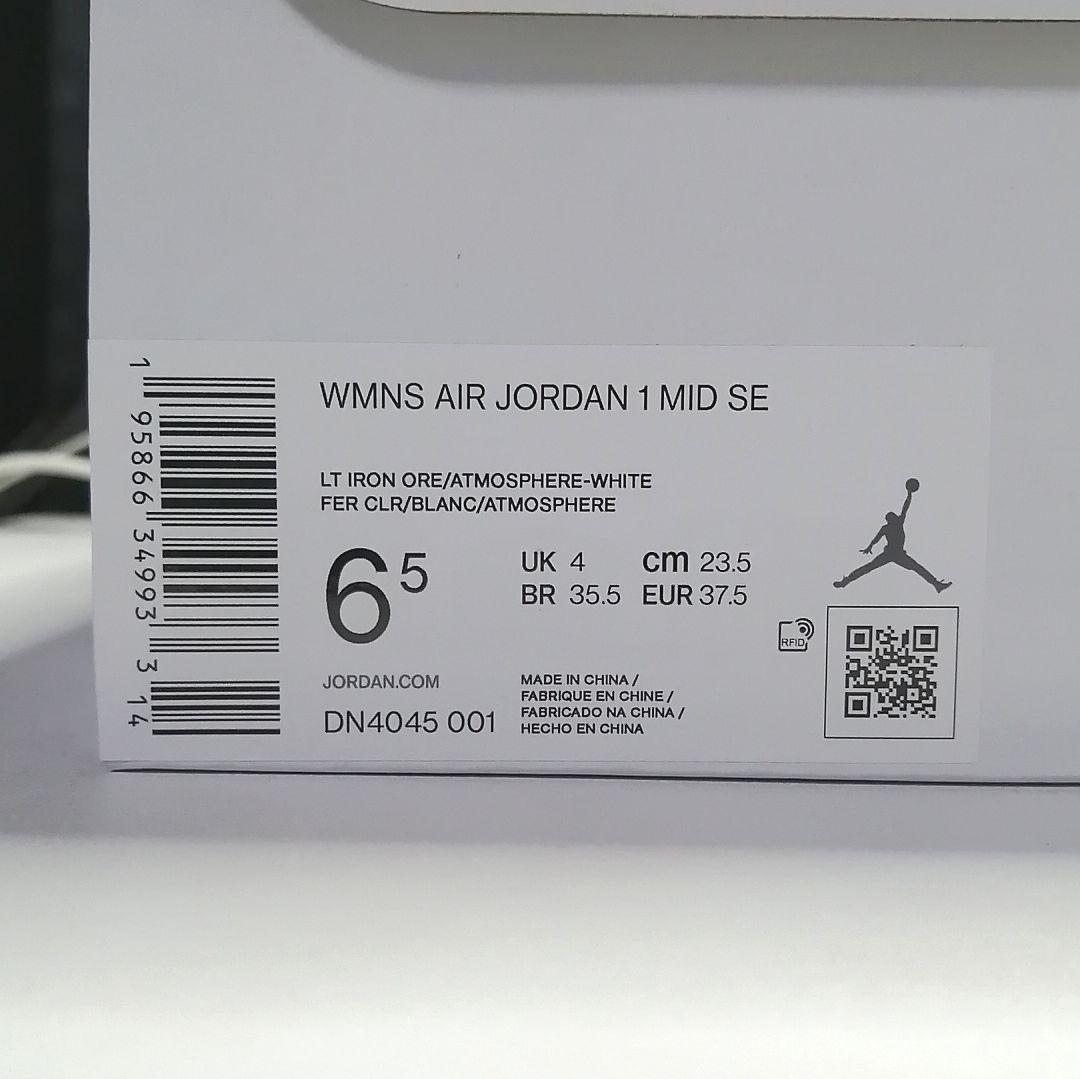 WMNS AIR JORDAN 1 MID SE
LT IRON ORE/ATMOSPHERE-WHITE
FER CLR/BLANC/ATMOSPHERE
6 5
UK 4 cm 23.5
BR 35.5 EUR 37.5
RFID
JORDAN.COM
DN4045 001
MADE IN CHINA /
FABRIQUE EN CHINE /
FABRICADO NA CHINA /
HECHO EN CHINA
1 95866 34993 3 14